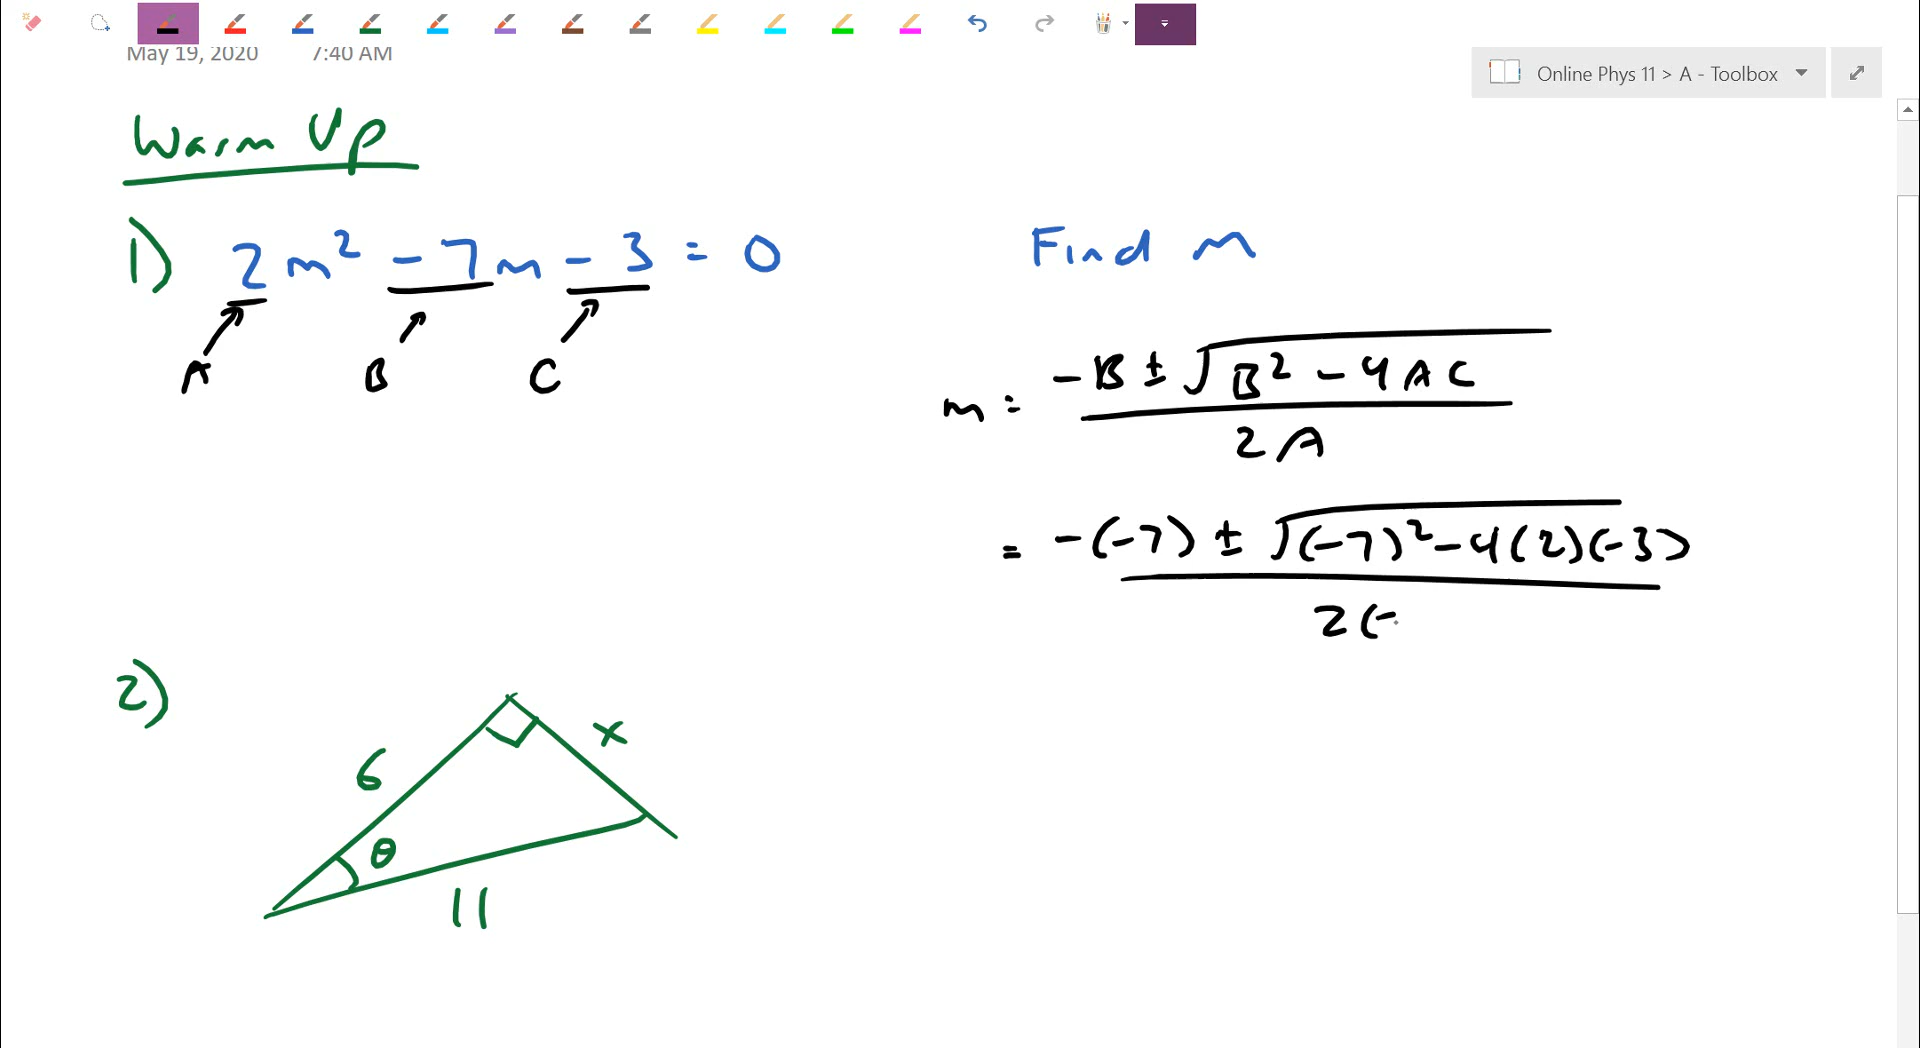 May 19, 2020 7:40 AM
Online Phys 11 > A - Toolbox
Warm Up
1) 2m² - 7m - 3 = 0
Find m
A B C
m = -B ± √B² - 4AC
2A
= -(-7) ± √(-7)² - 4(2)(-3)
2(-
2)
6
x
θ
11